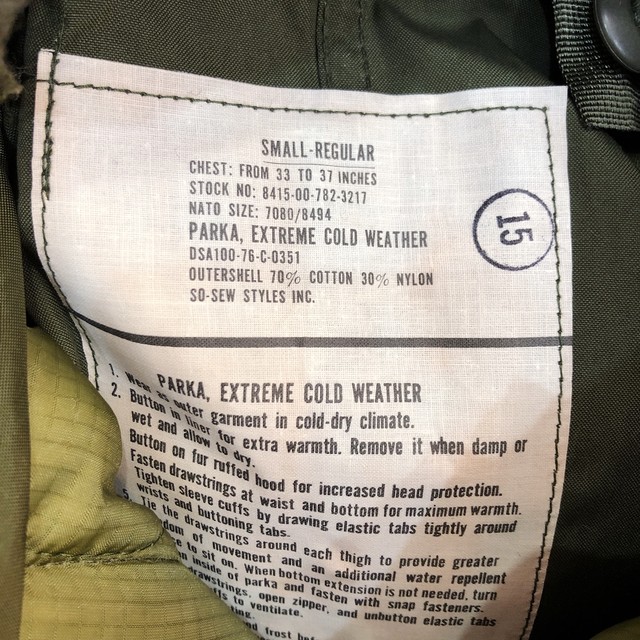 SMALL-REGULAR
CHEST: FROM 33 TO 37 INCHES
STOCK NO: 8415-00-782-3217
NATO SIZE: 7080/8494
PARKA, EXTREME COLD WEATHER
DSA100-76-C-0351
OUTERSHELL 70% COTTON 30% NYLON
SO-SEW STYLES INC.
15
PARKA, EXTREME COLD WEATHER
1. Wear as outer garment in cold-dry climate.
2. Button in liner for extra warmth. Remove it when damp or
wet and allow to dry.
Button on fur ruffed hood for increased head protection.
Fasten drawstrings at waist and bottom for maximum warmth.
Tighten sleeve cuffs by drawing elastic tabs tightly around
wrists and buttoning tabs.
5. Tie the drawstrings around each thigh to provide greater
of movement and an additional water repellent
to sit on. When bottom extension is not needed, turn
inside of parka and fasten with snap fasteners.
drawstrings, open zipper, and unbutton elastic tabs
to ventilate.
frost